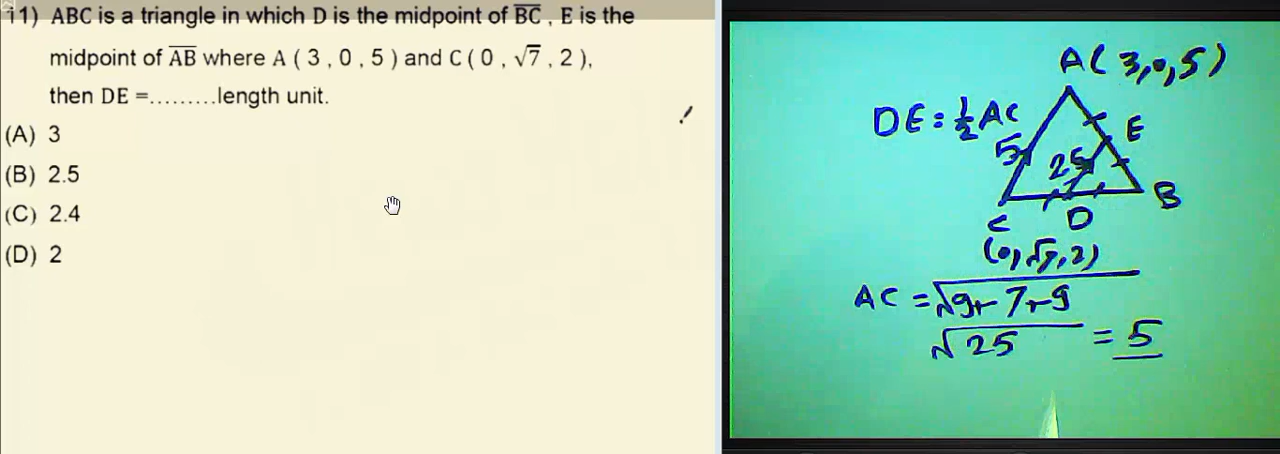 11) ABC is a triangle in which D is the midpoint of BC , E is the
midpoint of AB where A ( 3 , 0 , 5 ) and C ( 0 , √7 , 2 ),
then DE =.........length unit.
(A) 3
(B) 2.5
(C) 2.4
(D) 2
A( 3,0,5)
DE = ½ AC
E
5
25
B
C
D
(0,√7,2)
AC = √9+7+9
√25 = 5